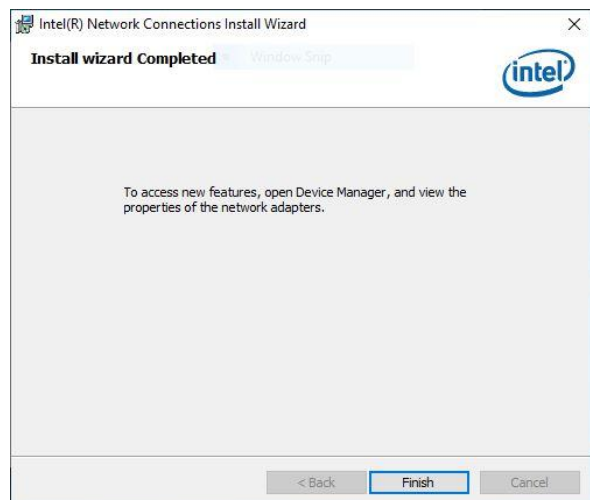 Intel(R) Network Connections Install Wizard
Install wizard Completed
Window Snip
intel
To access new features, open Device Manager, and view the
properties of the network adapters.
< Back
Finish
Cancel